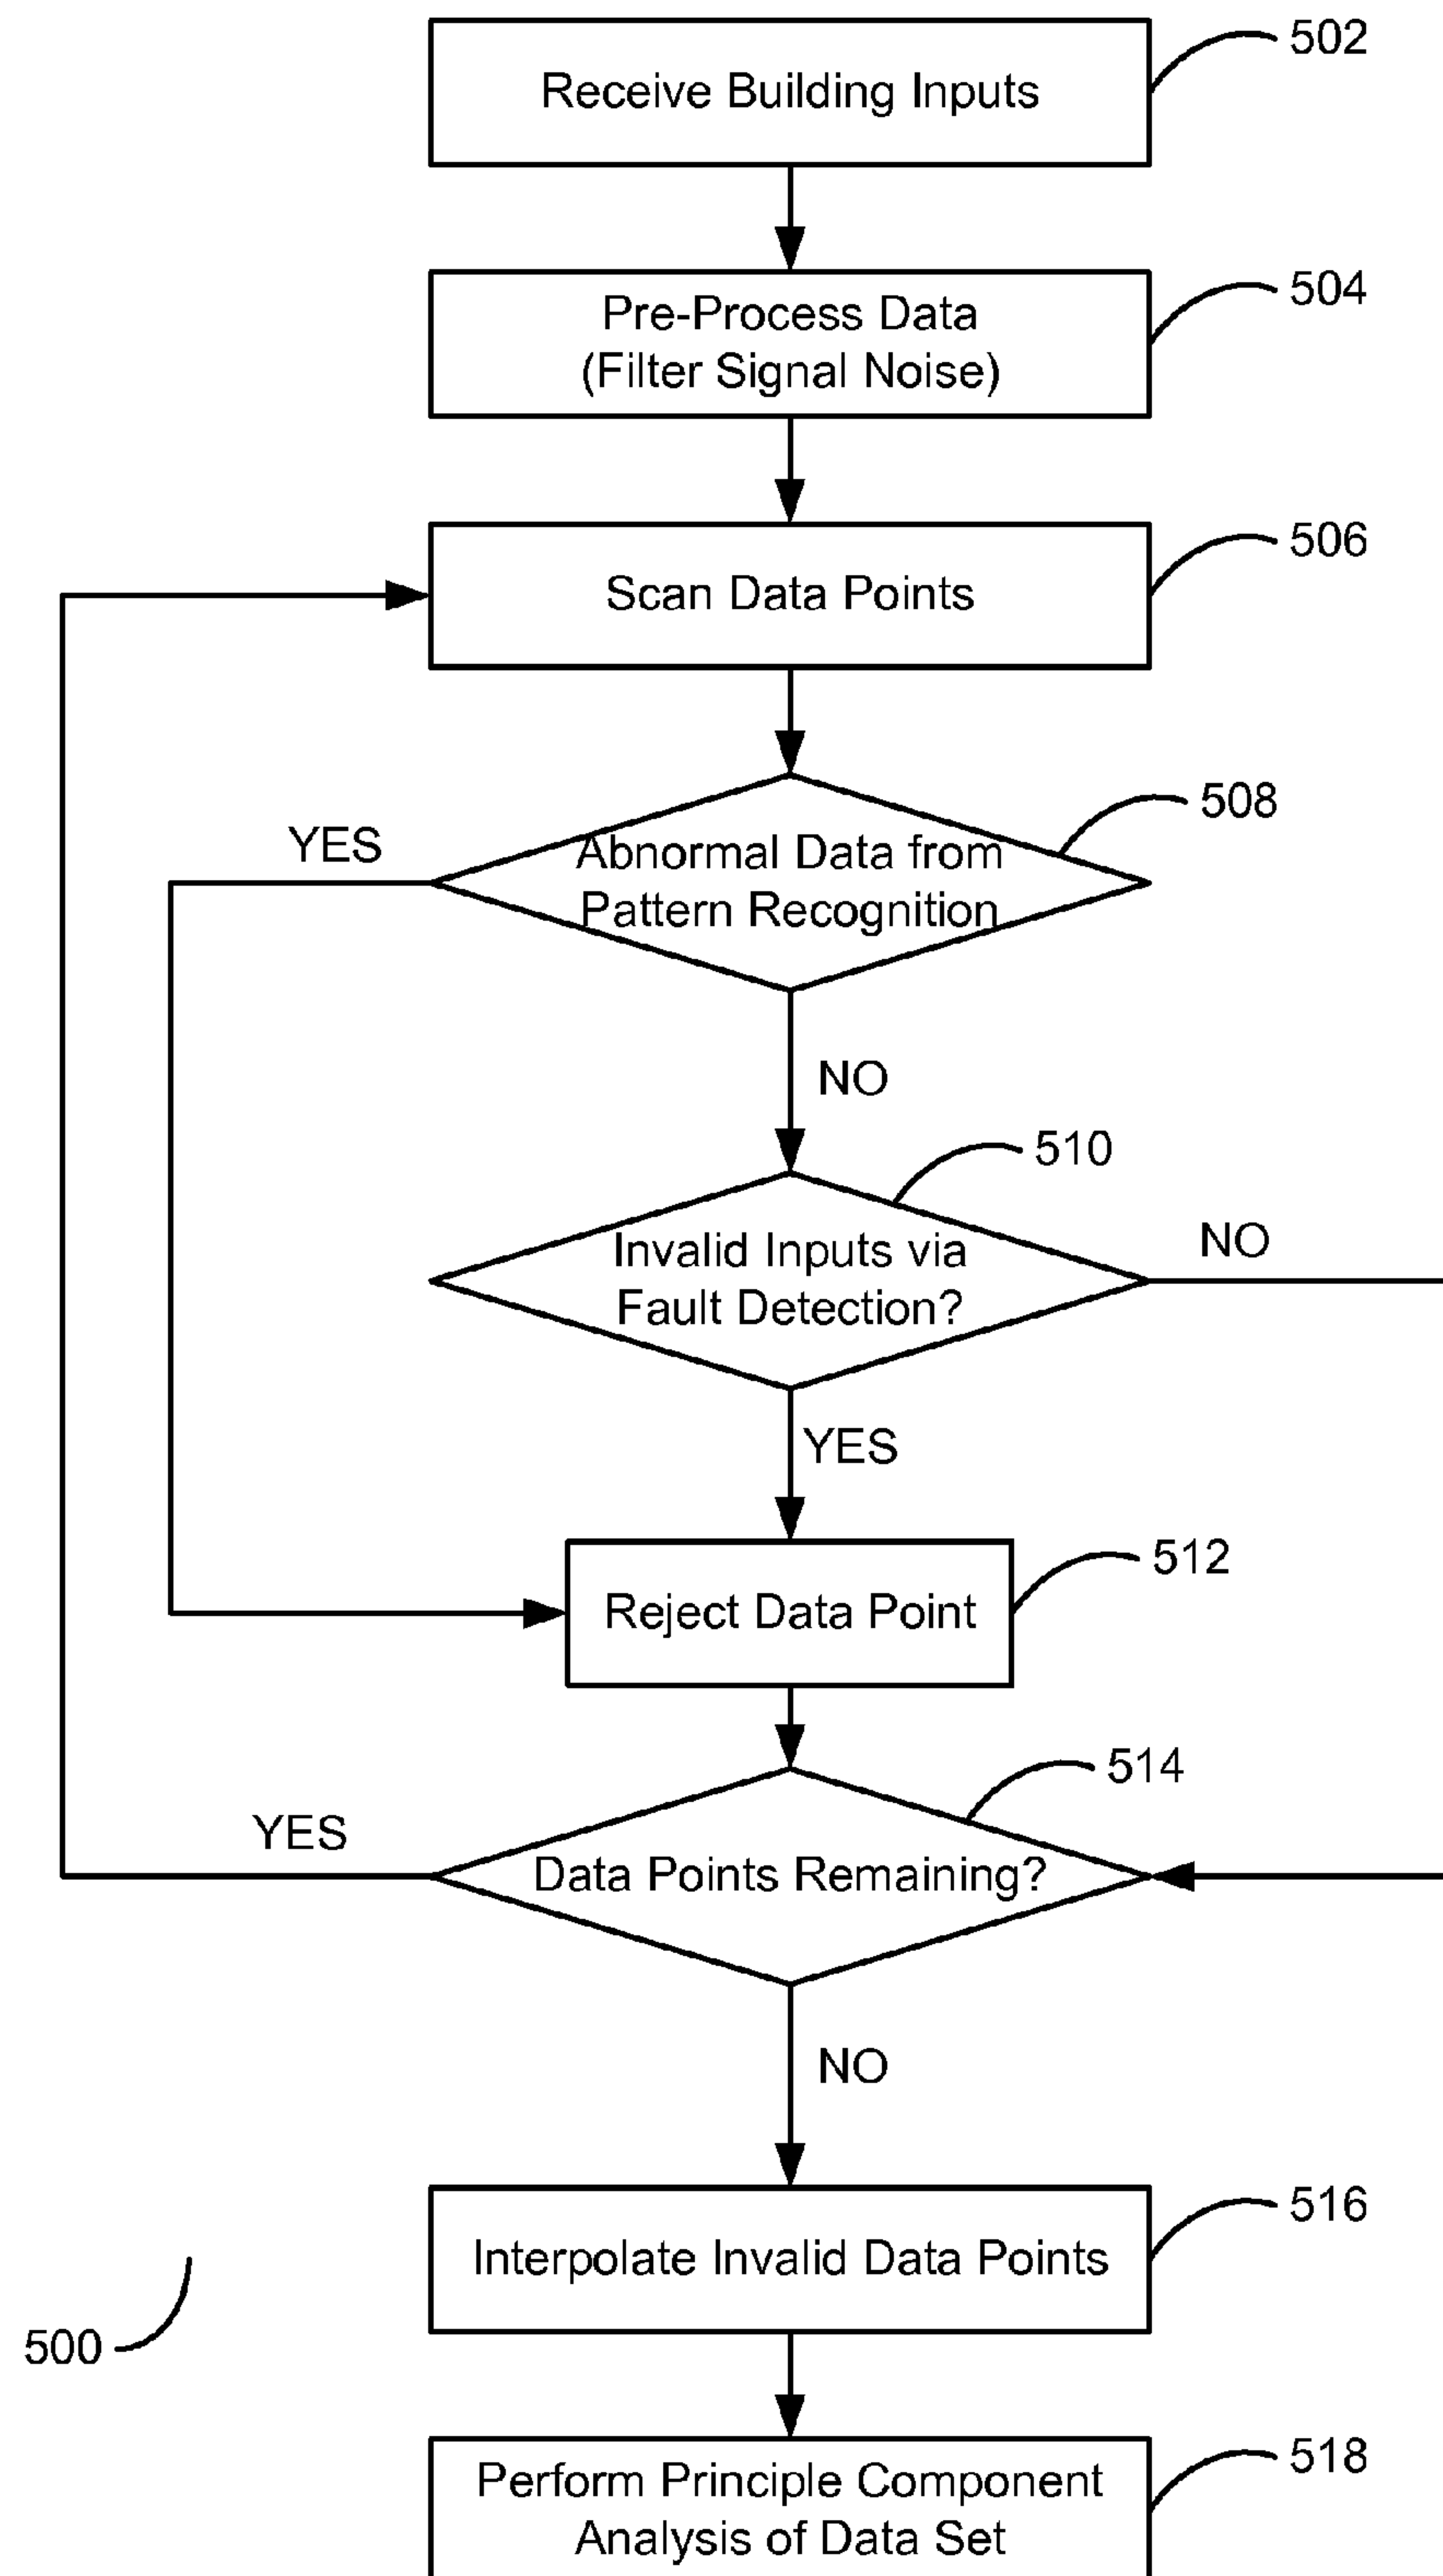 Receive Building Inputs
502
Pre-Process Data
(Filter Signal Noise)
504
Scan Data Points
506
Abnormal Data from
Pattern Recognition
508
YES
NO
Invalid Inputs via
Fault Detection?
510
NO
YES
Reject Data Point
512
Data Points Remaining?
514
YES
NO
Interpolate Invalid Data Points
516
500
Perform Principle Component
Analysis of Data Set
518